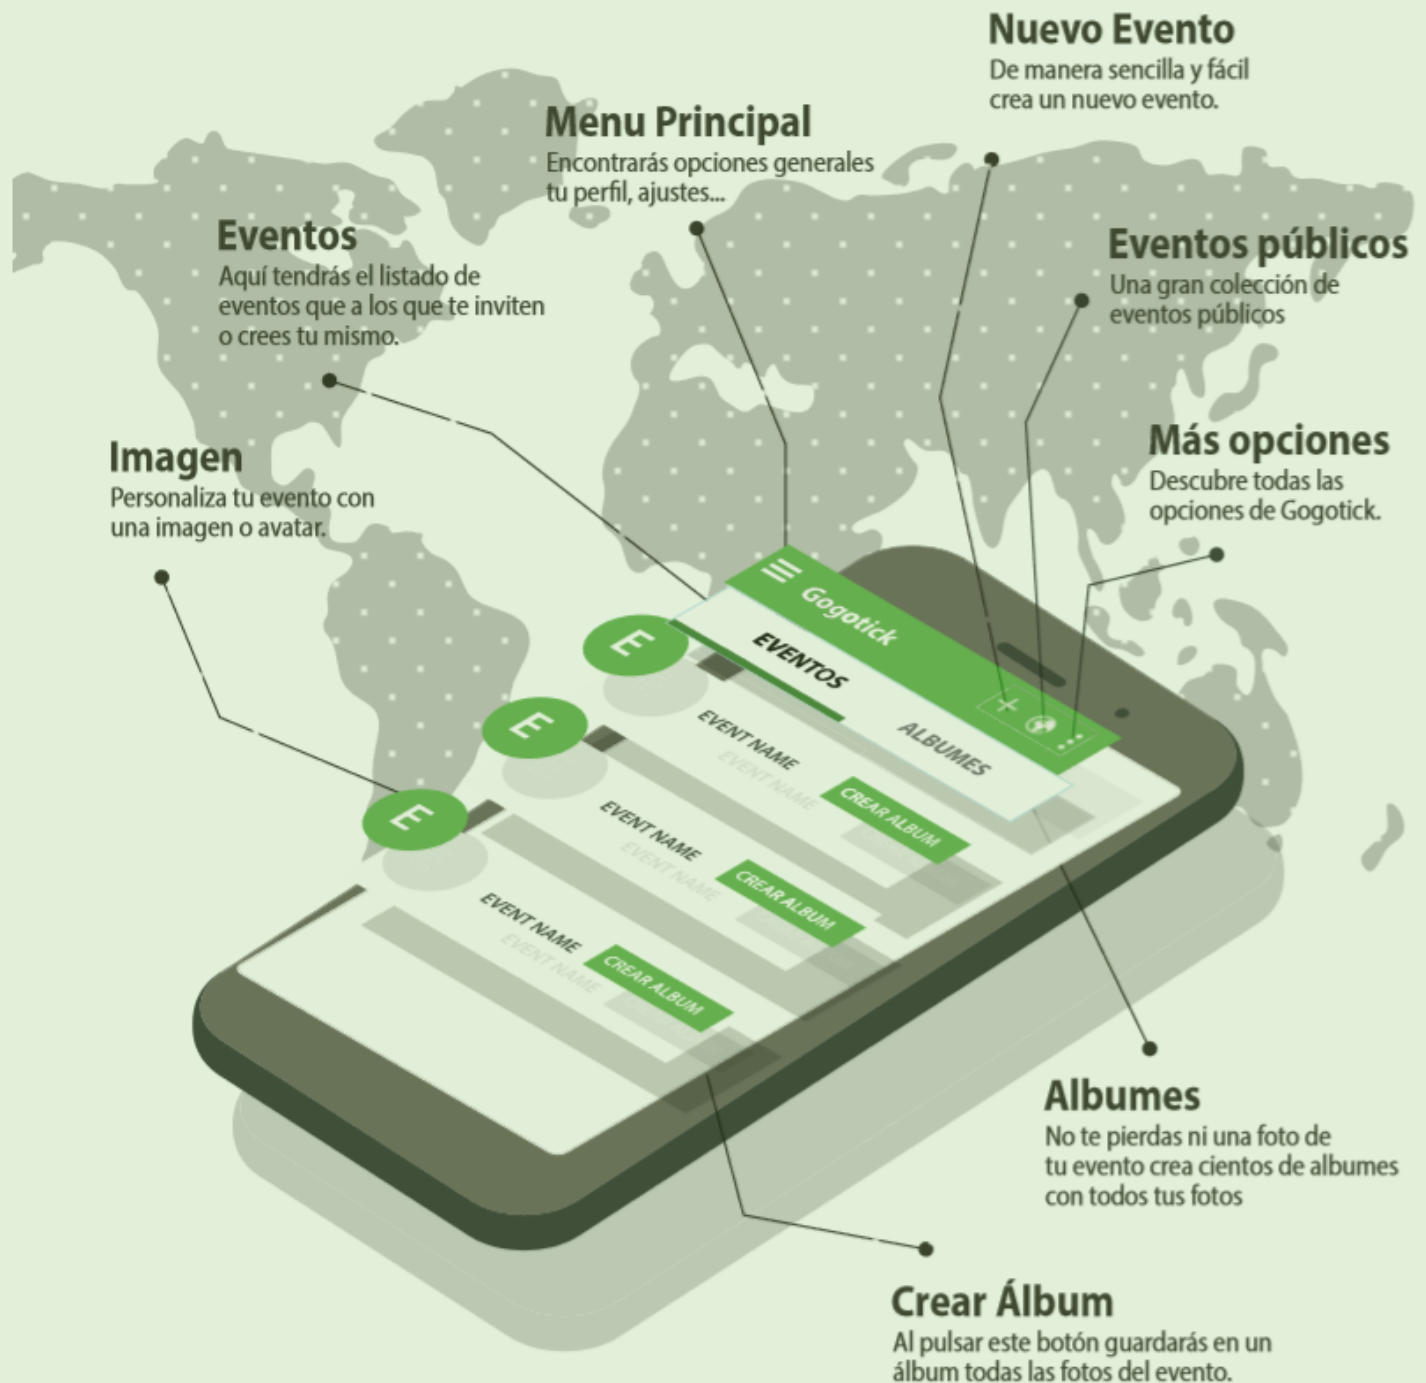 Nuevo Evento
De manera sencilla y fácil
crea un nuevo evento.
Menu Principal
Encontrarás opciones generales
tu perfil, ajustes...
Eventos
Aquí tendrás el listado de
eventos que a los que te inviten
o crees tu mismo.
Eventos públicos
Una gran colección de
eventos públicos
Imagen
Personaliza tu evento con
una imagen o avatar.
Más opciones
Descubre todas las
opciones de Gogotick.
Gogotick
EVENTOS
ALBUMES
E
EVENT NAME
EVENT NAME
CREAR ALBUM
E
EVENT NAME
EVENT NAME
CREAR ALBUM
E
EVENT NAME
EVENT NAME
CREAR ALBUM
Albumes
No te pierdas ni una foto de
tu evento crea cientos de albumes
con todos tus fotos
Crear Álbum
Al pulsar este botón guardarás en un
álbum todas las fotos del evento.